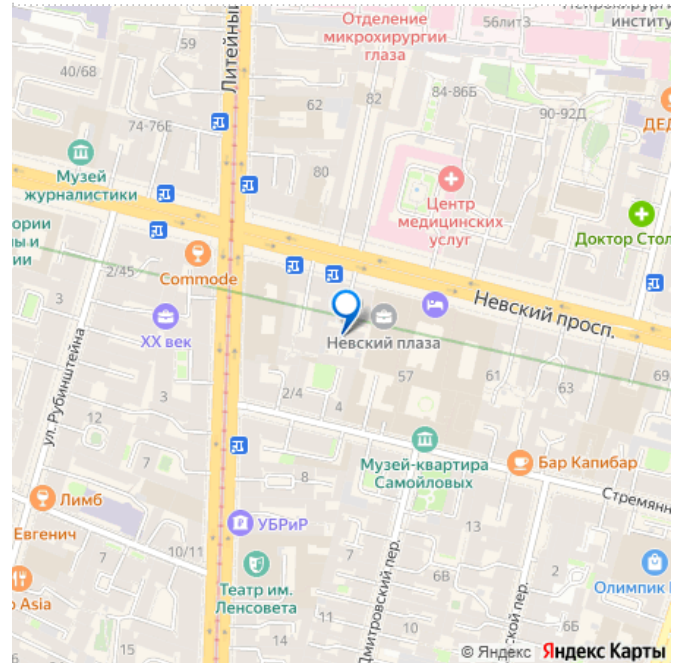 Литейный
59
Отделение
микрохирургии
глаза
56лит3
институ
40/68
62
82
84-86Б
90-92Д
74-76Е
80
Музей
журналистики
Центр
медицинских
услуг
Доктор Стол
ории
ы и
ии
2/45
Commode
3
XX век
Невский просп.
Невский плаза
57
61
63
69
ул. Рубинштейна
3
2/4
4
12
Музей-квартира
Самойловых
Бар Капибар
Стремянн
8
Лимб
УБРиР
Евгенич
7
10/11
7
13
Театр им.
Ленсовета
Дмитровский пер.
6В
2
Олимпик
Asia
7
14
11
ской пер.
6Б
© Яндекс Яндекс Карты